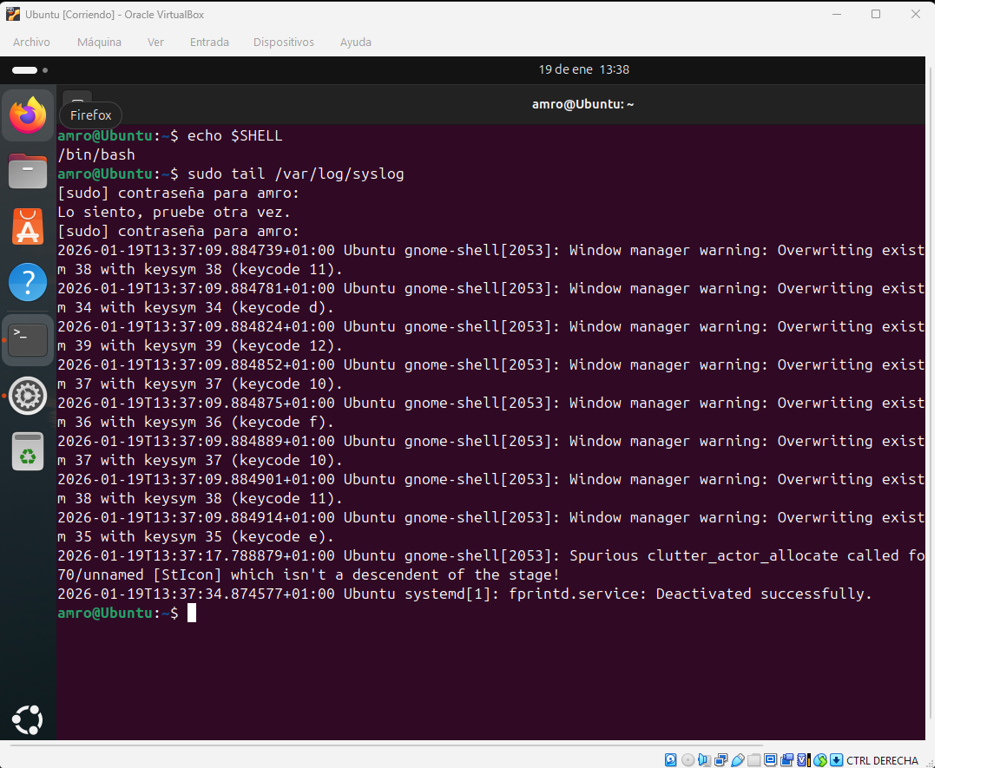 Ubuntu [Corriendo] - Oracle VirtualBox
Archivo Máquina Ver Entrada Dispositivos Ayuda
19 de ene 13:38
amro@Ubuntu: ~
Firefox
amro@Ubuntu:~$ echo $SHELL
/bin/bash
amro@Ubuntu:~$ sudo tail /var/log/syslog
[sudo] contraseña para amro:
Lo siento, pruebe otra vez.
[sudo] contraseña para amro:
2026-01-19T13:37:09.884739+01:00 Ubuntu gnome-shell[2053]: Window manager warning: Overwriting exist
m 38 with keysym 38 (keycode 11).
2026-01-19T13:37:09.884781+01:00 Ubuntu gnome-shell[2053]: Window manager warning: Overwriting exist
m 34 with keysym 34 (keycode d).
2026-01-19T13:37:09.884824+01:00 Ubuntu gnome-shell[2053]: Window manager warning: Overwriting exist
m 39 with keysym 39 (keycode 12).
2026-01-19T13:37:09.884852+01:00 Ubuntu gnome-shell[2053]: Window manager warning: Overwriting exist
m 37 with keysym 37 (keycode 10).
2026-01-19T13:37:09.884875+01:00 Ubuntu gnome-shell[2053]: Window manager warning: Overwriting exist
m 36 with keysym 36 (keycode f).
2026-01-19T13:37:09.884889+01:00 Ubuntu gnome-shell[2053]: Window manager warning: Overwriting exist
m 37 with keysym 37 (keycode 10).
2026-01-19T13:37:09.884901+01:00 Ubuntu gnome-shell[2053]: Window manager warning: Overwriting exist
m 38 with keysym 38 (keycode 11).
2026-01-19T13:37:09.884914+01:00 Ubuntu gnome-shell[2053]: Window manager warning: Overwriting exist
m 35 with keysym 35 (keycode e).
2026-01-19T13:37:17.788879+01:00 Ubuntu gnome-shell[2053]: Spurious clutter_actor_allocate called fo
70/unnamed [StIcon] which isn't a descendent of the stage!
2026-01-19T13:37:34.874577+01:00 Ubuntu systemd[1]: fprintd.service: Deactivated successfully.
amro@Ubuntu:~$
CTRL DERECHA